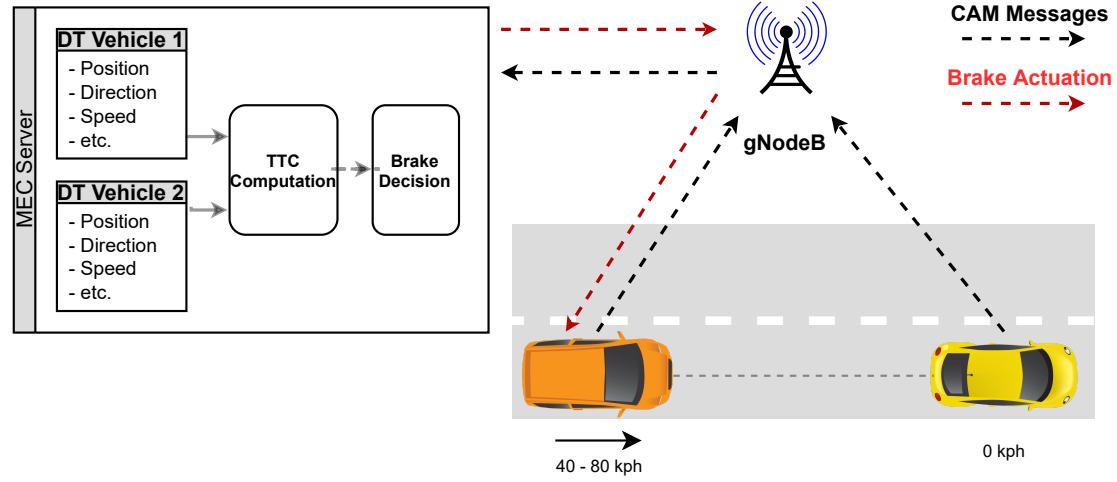 MEC Server
DT Vehicle 1
- Position
- Direction
- Speed
- etc.
DT Vehicle 2
- Position
- Direction
- Speed
- etc.
TTC
Computation
Brake
Decision
gNodeB
CAM Messages
Brake Actuation
40 - 80 kph
0 kph